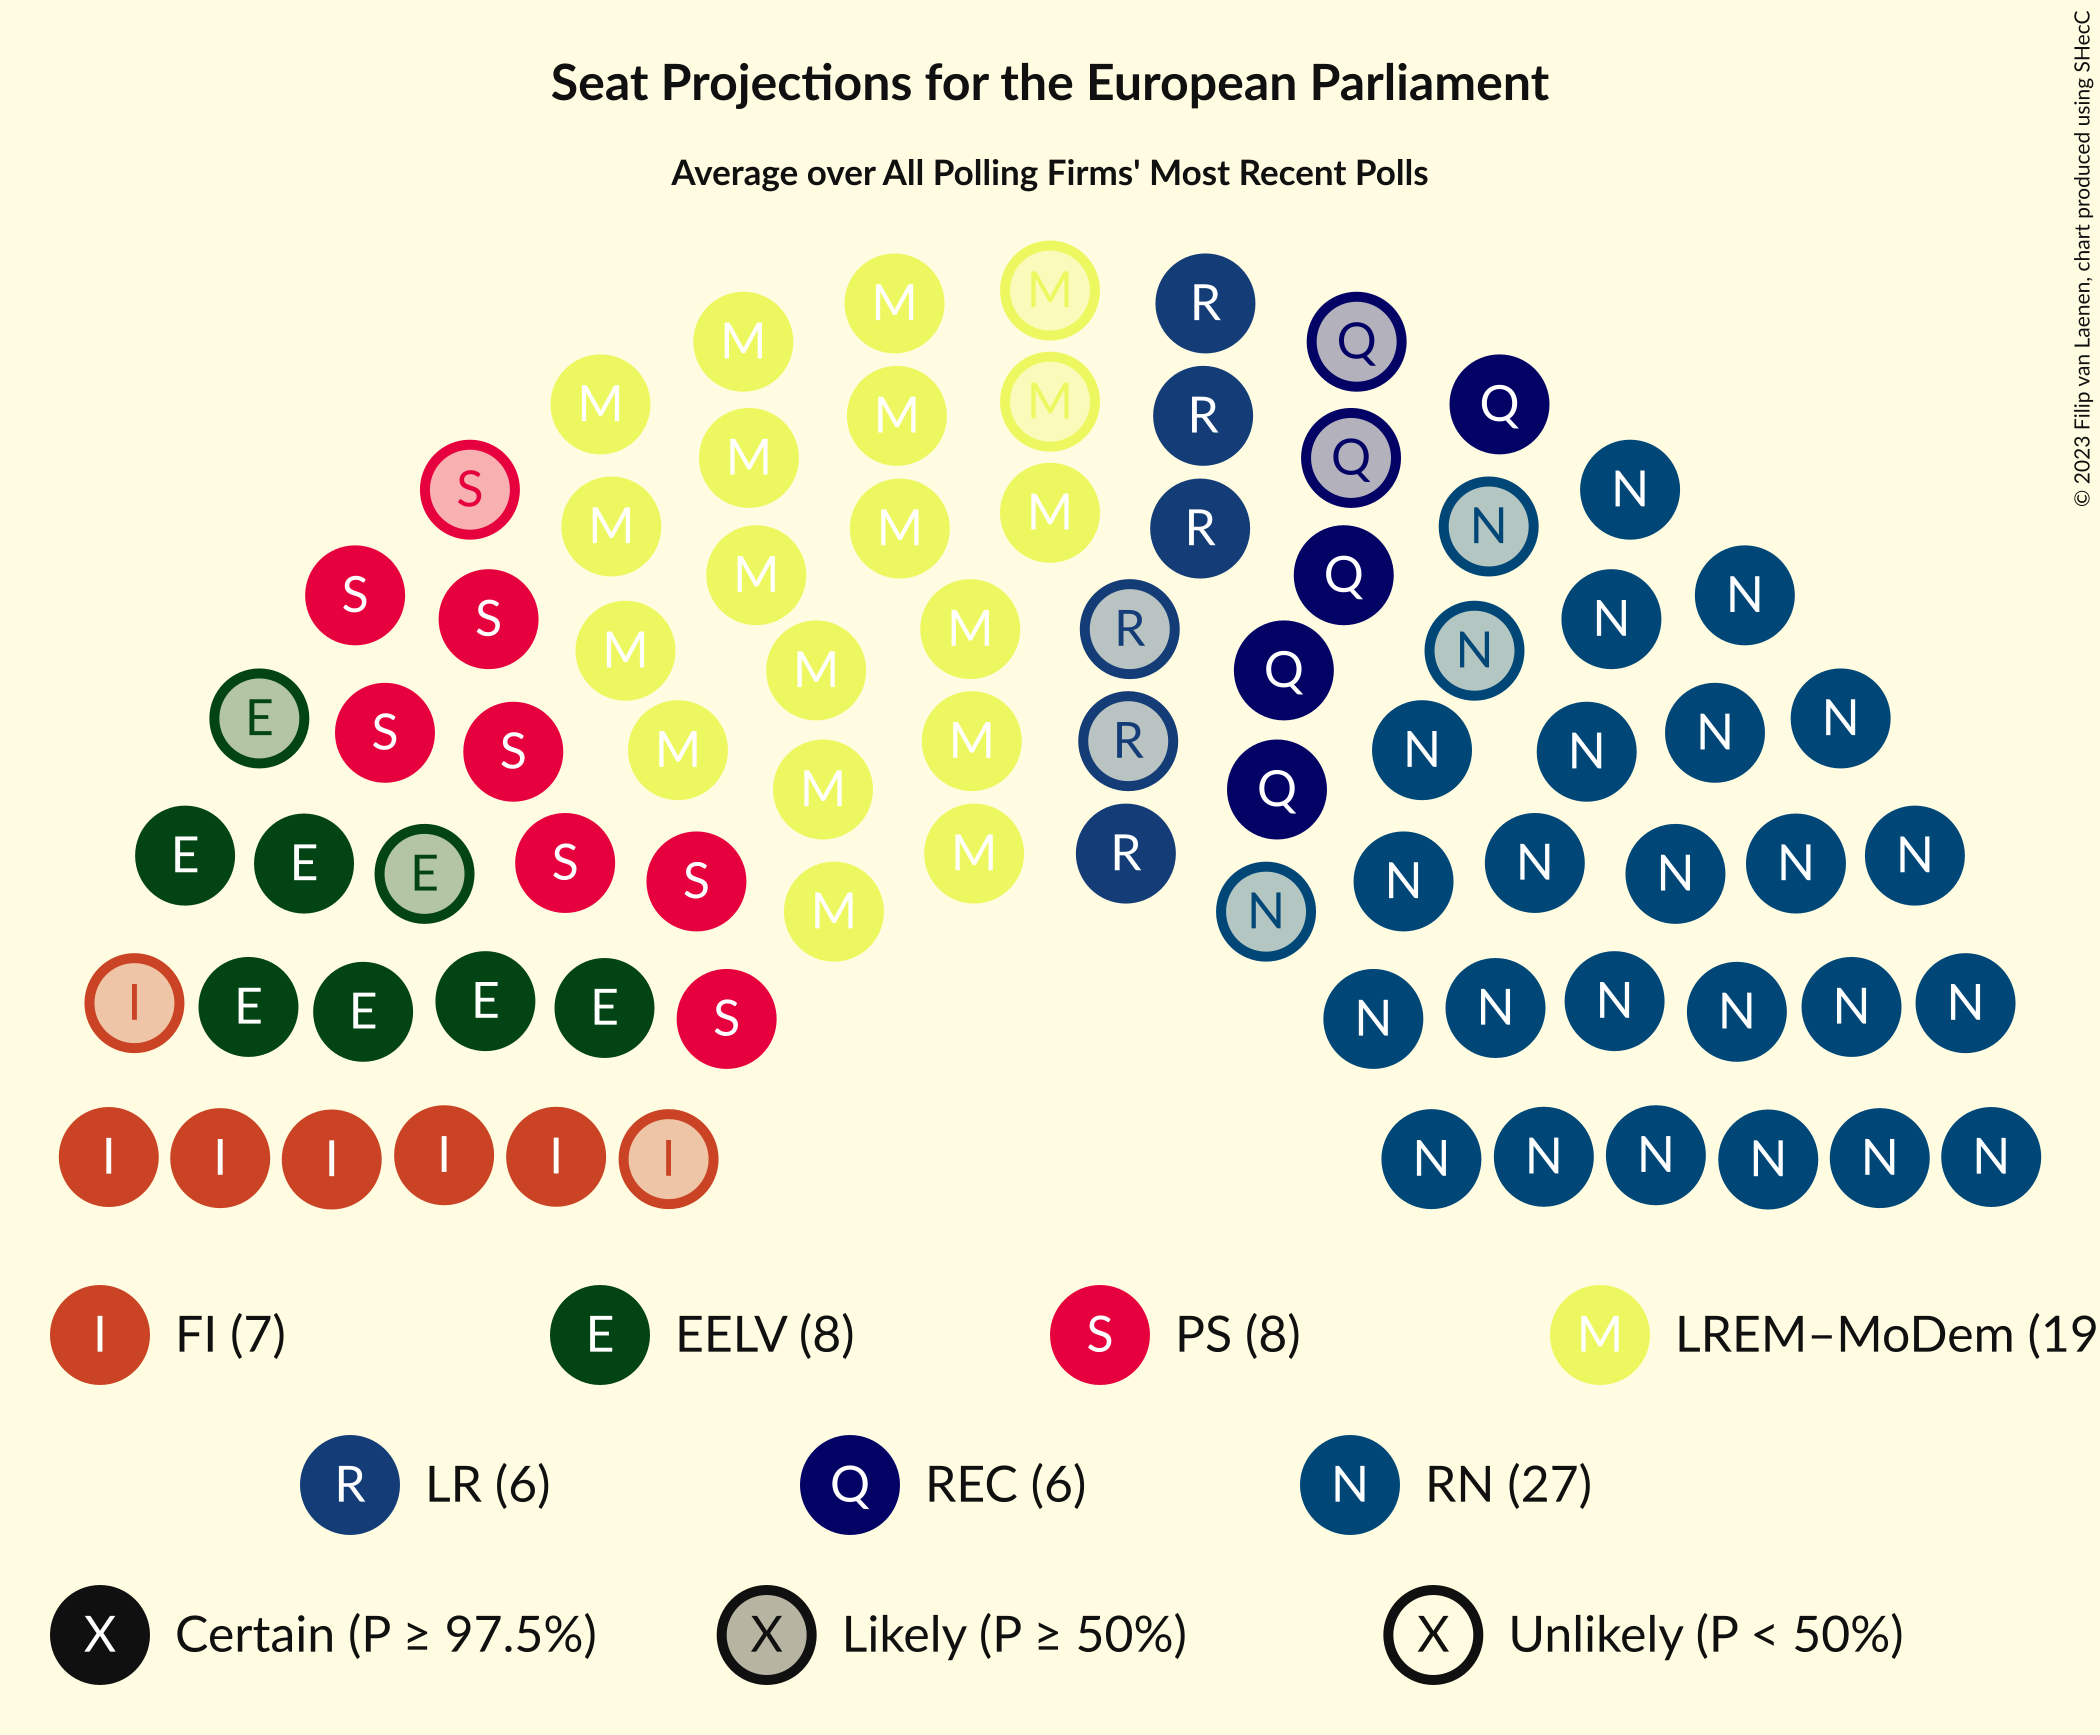 Seat Projections for the European Parliament
Average over All Polling Firms' Most Recent Polls
© 2023 Filip van Laenen, chart produced using SHecC
M M M R Q
M M M M R Q Q
S M M M R N N
S S M M M R Q N N
E S S M M M M R Q N N N N
E E E S S M M R Q N N N N N N
I E E E E S M N N N N N N N
I I I I I I N N N N N N
I FI (7) E EELV (8) S PS (8) M LREM–MoDem (19
R LR (6) Q REC (6) N RN (27)
X Certain (P ≥ 97.5%) X Likely (P ≥ 50%) X Unlikely (P < 50%)